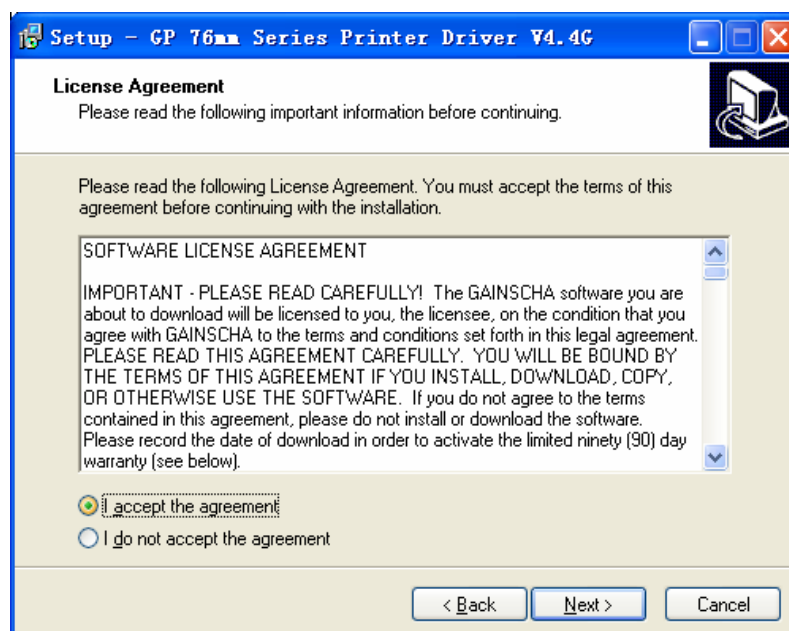 Setup - GP 76mm Series Printer Driver V4.4G
License Agreement
Please read the following important information before continuing.
Please read the following License Agreement. You must accept the terms of this
agreement before continuing with the installation.
SOFTWARE LICENSE AGREEMENT
IMPORTANT - PLEASE READ CAREFULLY!  The GAINSCHA software you are
about to download will be licensed to you, the licensee, on the condition that you
agree with GAINSCHA to the terms and conditions set forth in this legal agreement.
PLEASE READ THIS AGREEMENT CAREFULLY.  YOU WILL BE BOUND BY
THE TERMS OF THIS AGREEMENT IF YOU INSTALL, DOWNLOAD, COPY,
OR OTHERWISE USE THE SOFTWARE.  If you do not agree to the terms
contained in this agreement, please do not install or download the software.
Please record the date of download in order to activate the limited ninety (90) day
warranty (see below).
I accept the agreement
I do not accept the agreement
< Back
Next >
Cancel